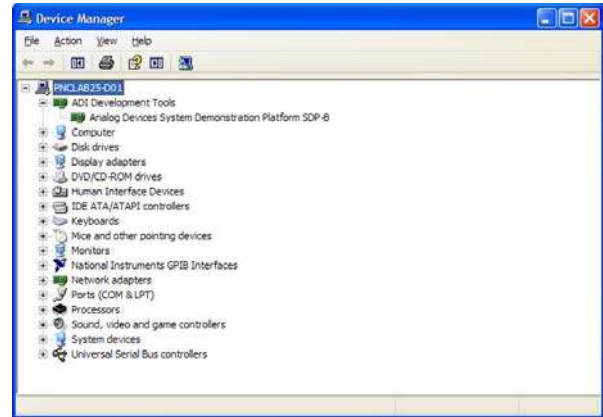 Device Manager
File Action View Help
PNCLAB25-D01
ADI Development Tools
Analog Devices System Demonstration Platform SDP-B
Computer
Disk drives
Display adapters
DVD/CD-ROM drives
Human Interface Devices
IDE ATA/ATAPI controllers
Keyboards
Mice and other pointing devices
Monitors
National Instruments GPIB Interfaces
Network adapters
Ports (COM & LPT)
Processors
Sound, video and game controllers
System devices
Universal Serial Bus controllers